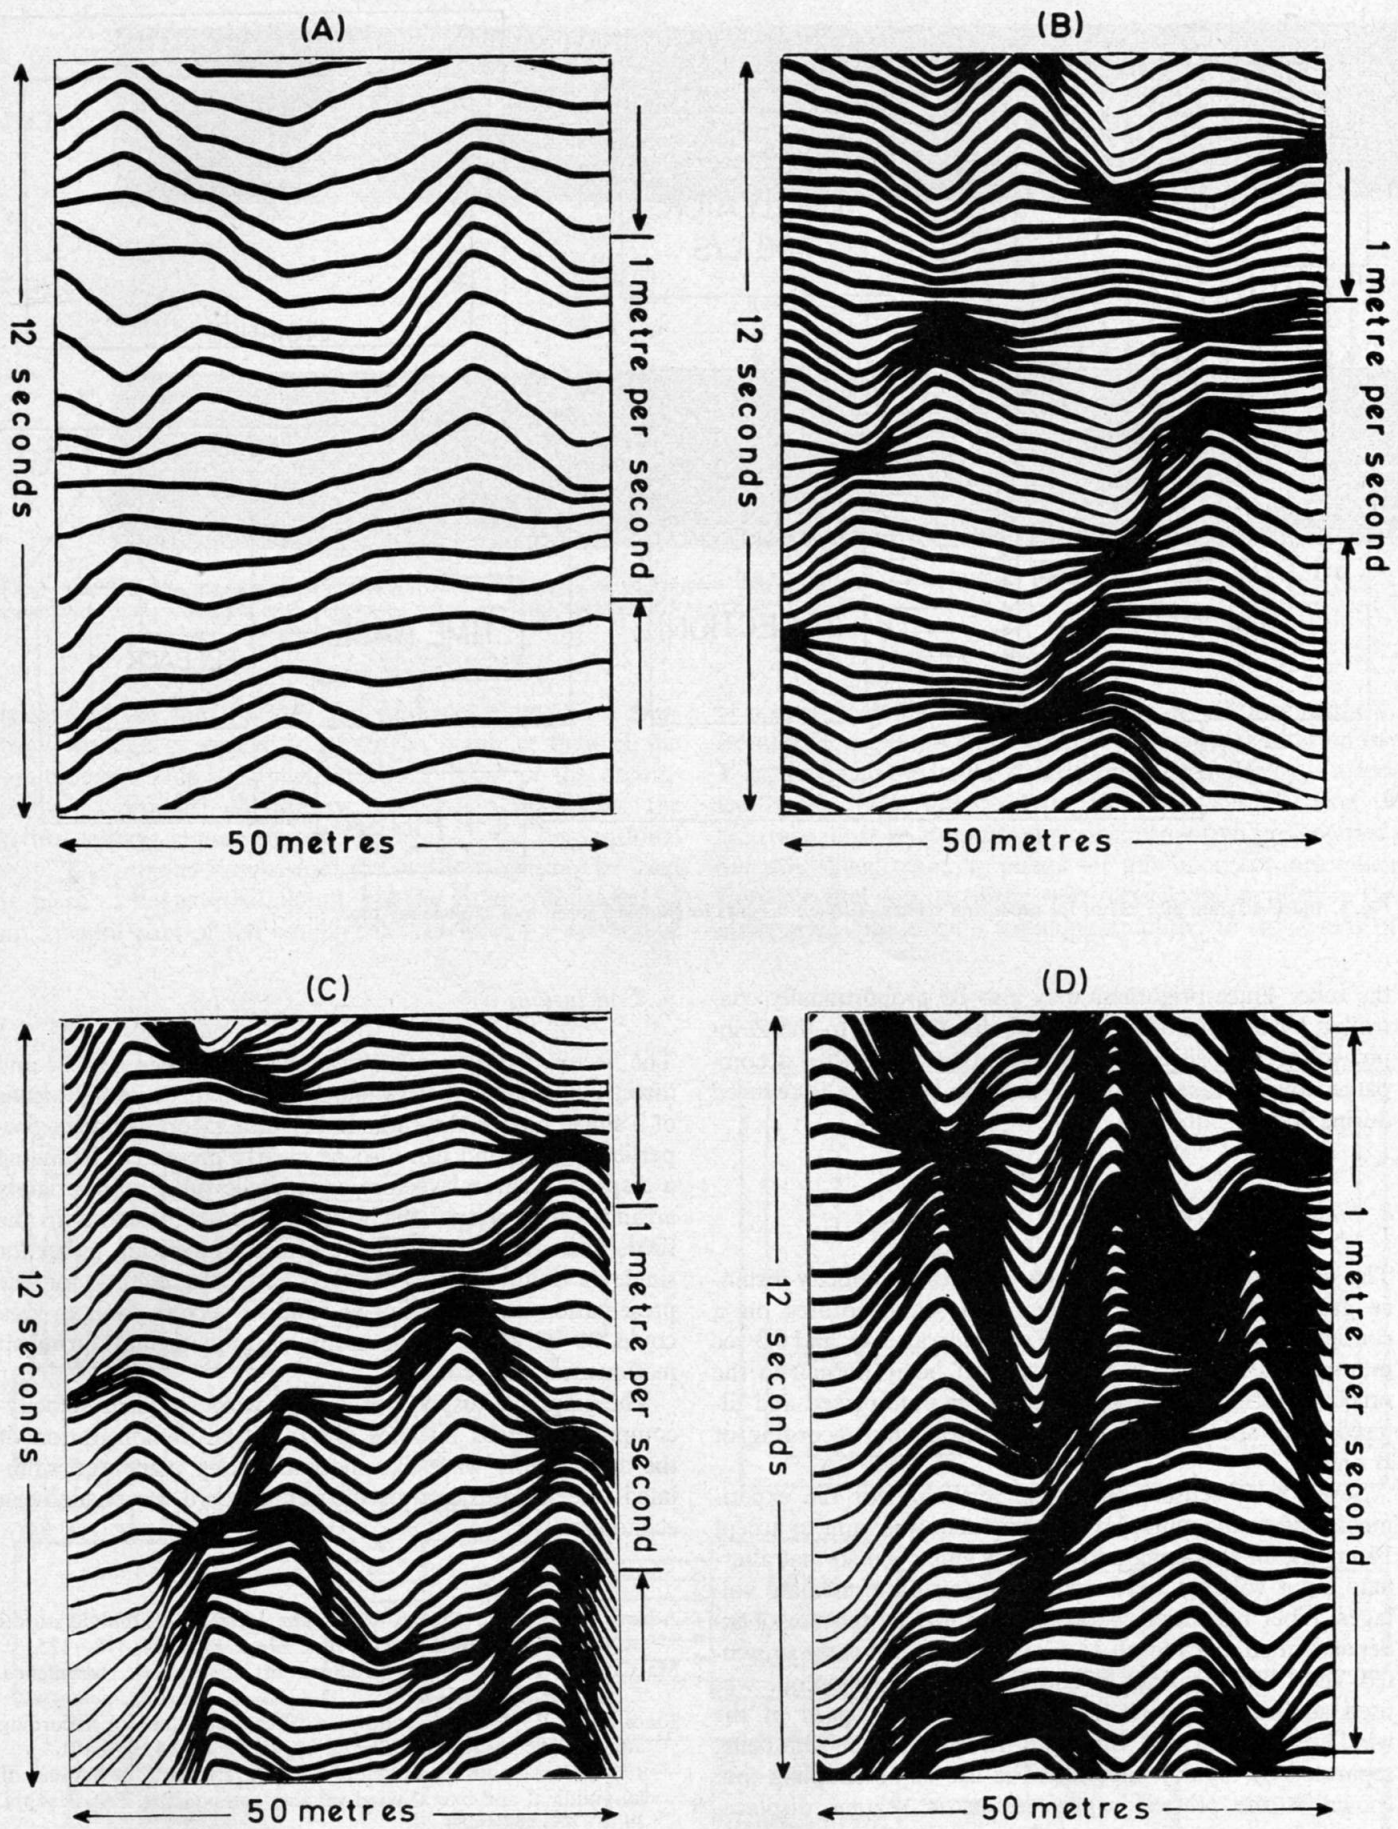 (A)
12 seconds
1 metre per second
50 metres
(B)
12 seconds
1 metre per second
50 metres
(C)
12 seconds
1 metre per second
50 metres
(D)
12 seconds
1 metre per second
50 metres